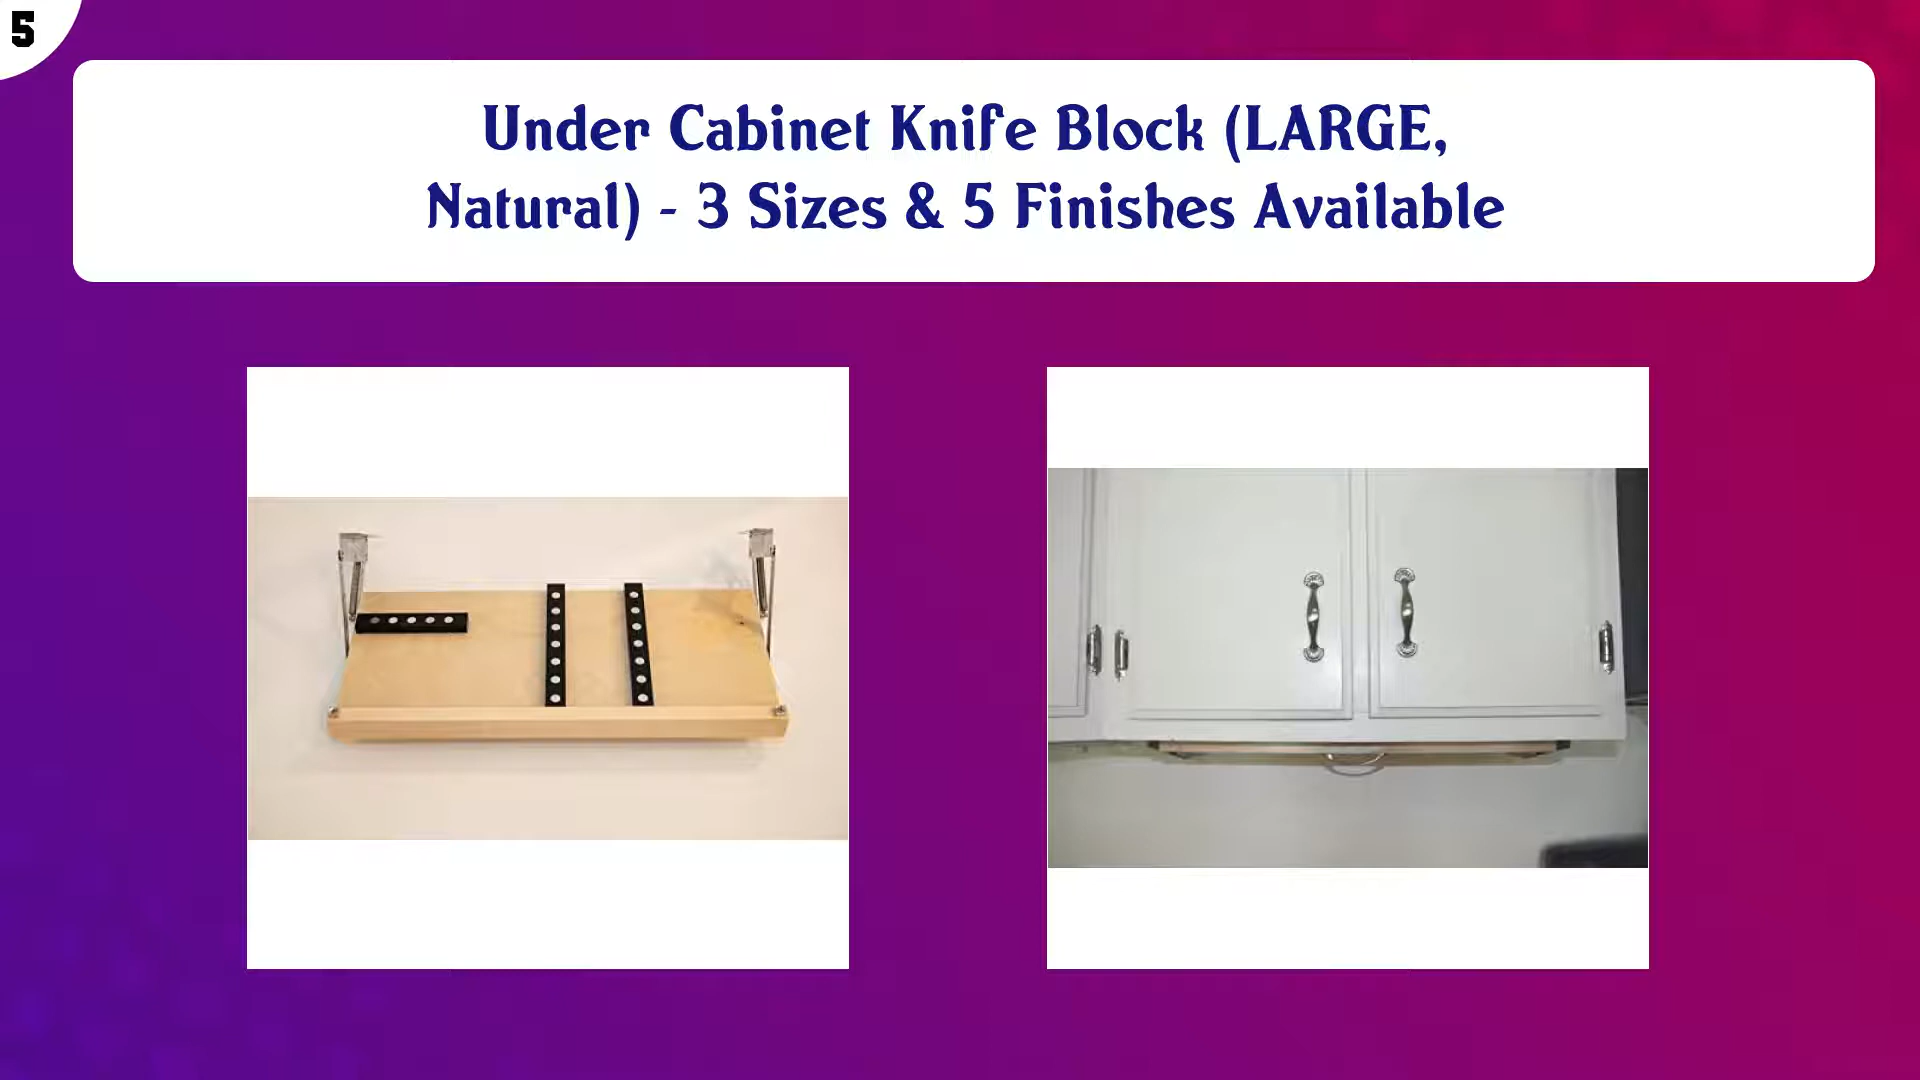 5
Under Cabinet Knife Block (LARGE,
Natural) - 3 Sizes & 5 Finishes Available